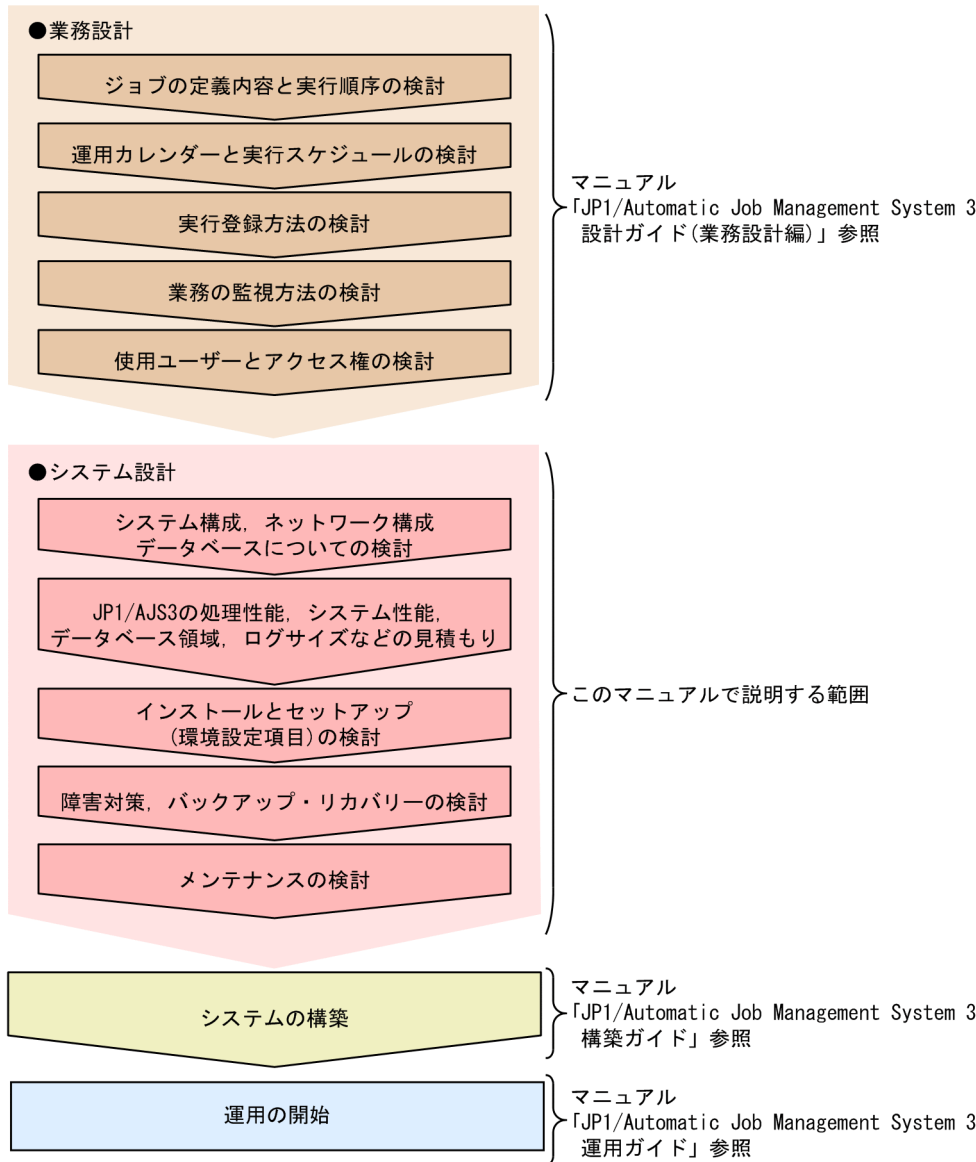 ●業務設計
ジョブの定義内容と実行順序の検討
運用カレンダーと実行スケジュールの検討
実行登録方法の検討
業務の監視方法の検討
使用ユーザーとアクセス権の検討
マニュアル
「JP1/Automatic Job Management System 3
設計ガイド(業務設計編)」参照
●システム設計
システム構成，ネットワーク構成
データベースについての検討
JP1/AJS3の処理性能，システム性能，
データベース領域，ログサイズなどの見積もり
インストールとセットアップ
(環境設定項目)の検討
障害対策，バックアップ・リカバリーの検討
メンテナンスの検討
このマニュアルで説明する範囲
システムの構築
マニュアル
「JP1/Automatic Job Management System 3
構築ガイド」参照
運用の開始
マニュアル
「JP1/Automatic Job Management System 3
運用ガイド」参照